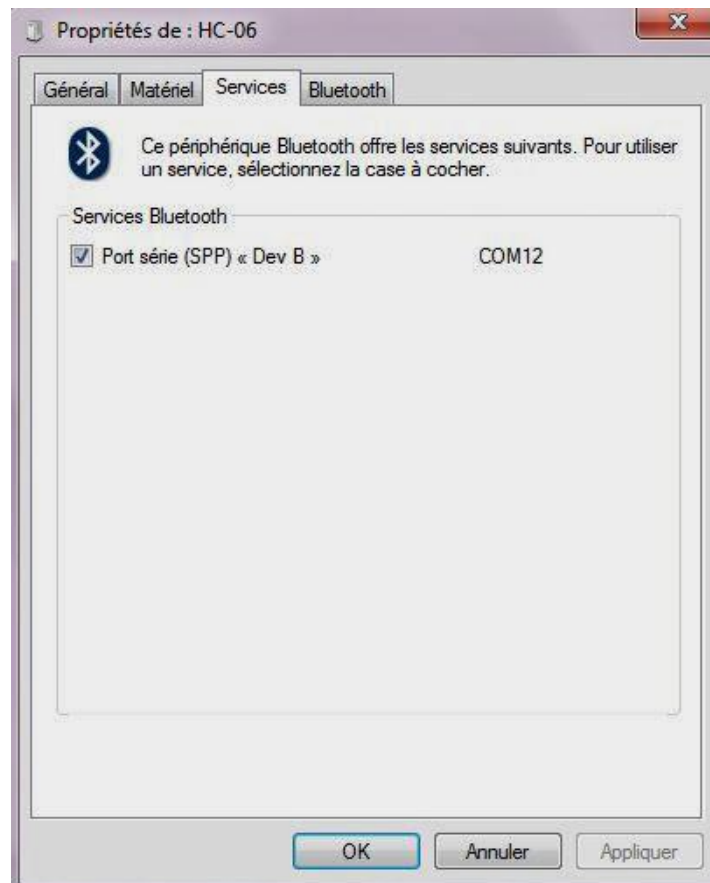 Propriétés de : HC-06
Général Matériel Services Bluetooth
Ce périphérique Bluetooth offre les services suivants. Pour utiliser
un service, sélectionnez la case à cocher.
Services Bluetooth
Port série (SPP) « Dev B » COM12
OK Annuler Appliquer